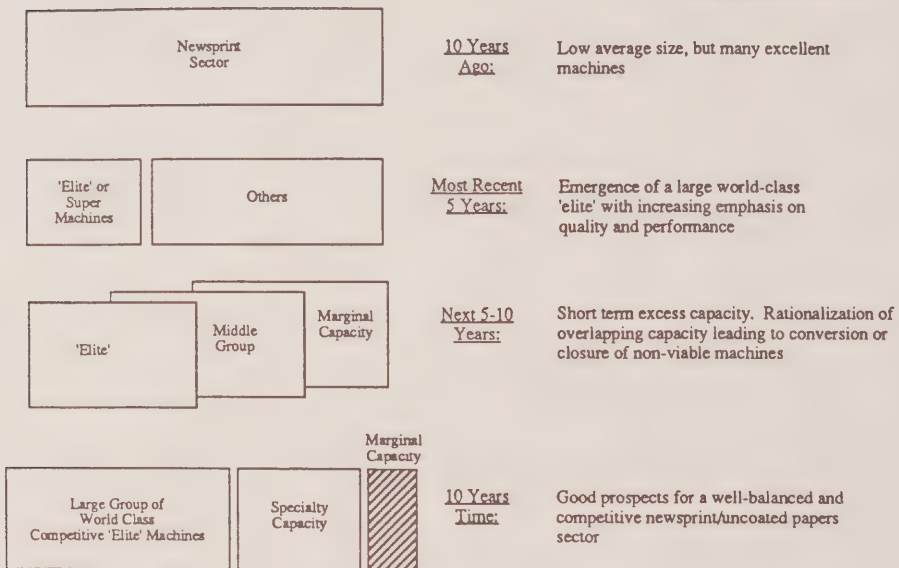 Newsprint
Sector
10 Years
Ago:
Low average size, but many excellent
machines
'Elite' or
Super
Machines
Others
Most Recent
5 Years:
Emergence of a large world-class
'elite' with increasing emphasis on
quality and performance
'Elite'
Middle
Group
Marginal
Capacity
Next 5-10
Years:
Short term excess capacity. Rationalization of
overlapping capacity leading to conversion or
closure of non-viable machines
Large Group of
World Class
Competitive 'Elite' Machines
Specialty
Capacity
Marginal
Capacity
10 Years
Time:
Good prospects for a well-balanced and
competitive newsprint/uncoated papers
sector